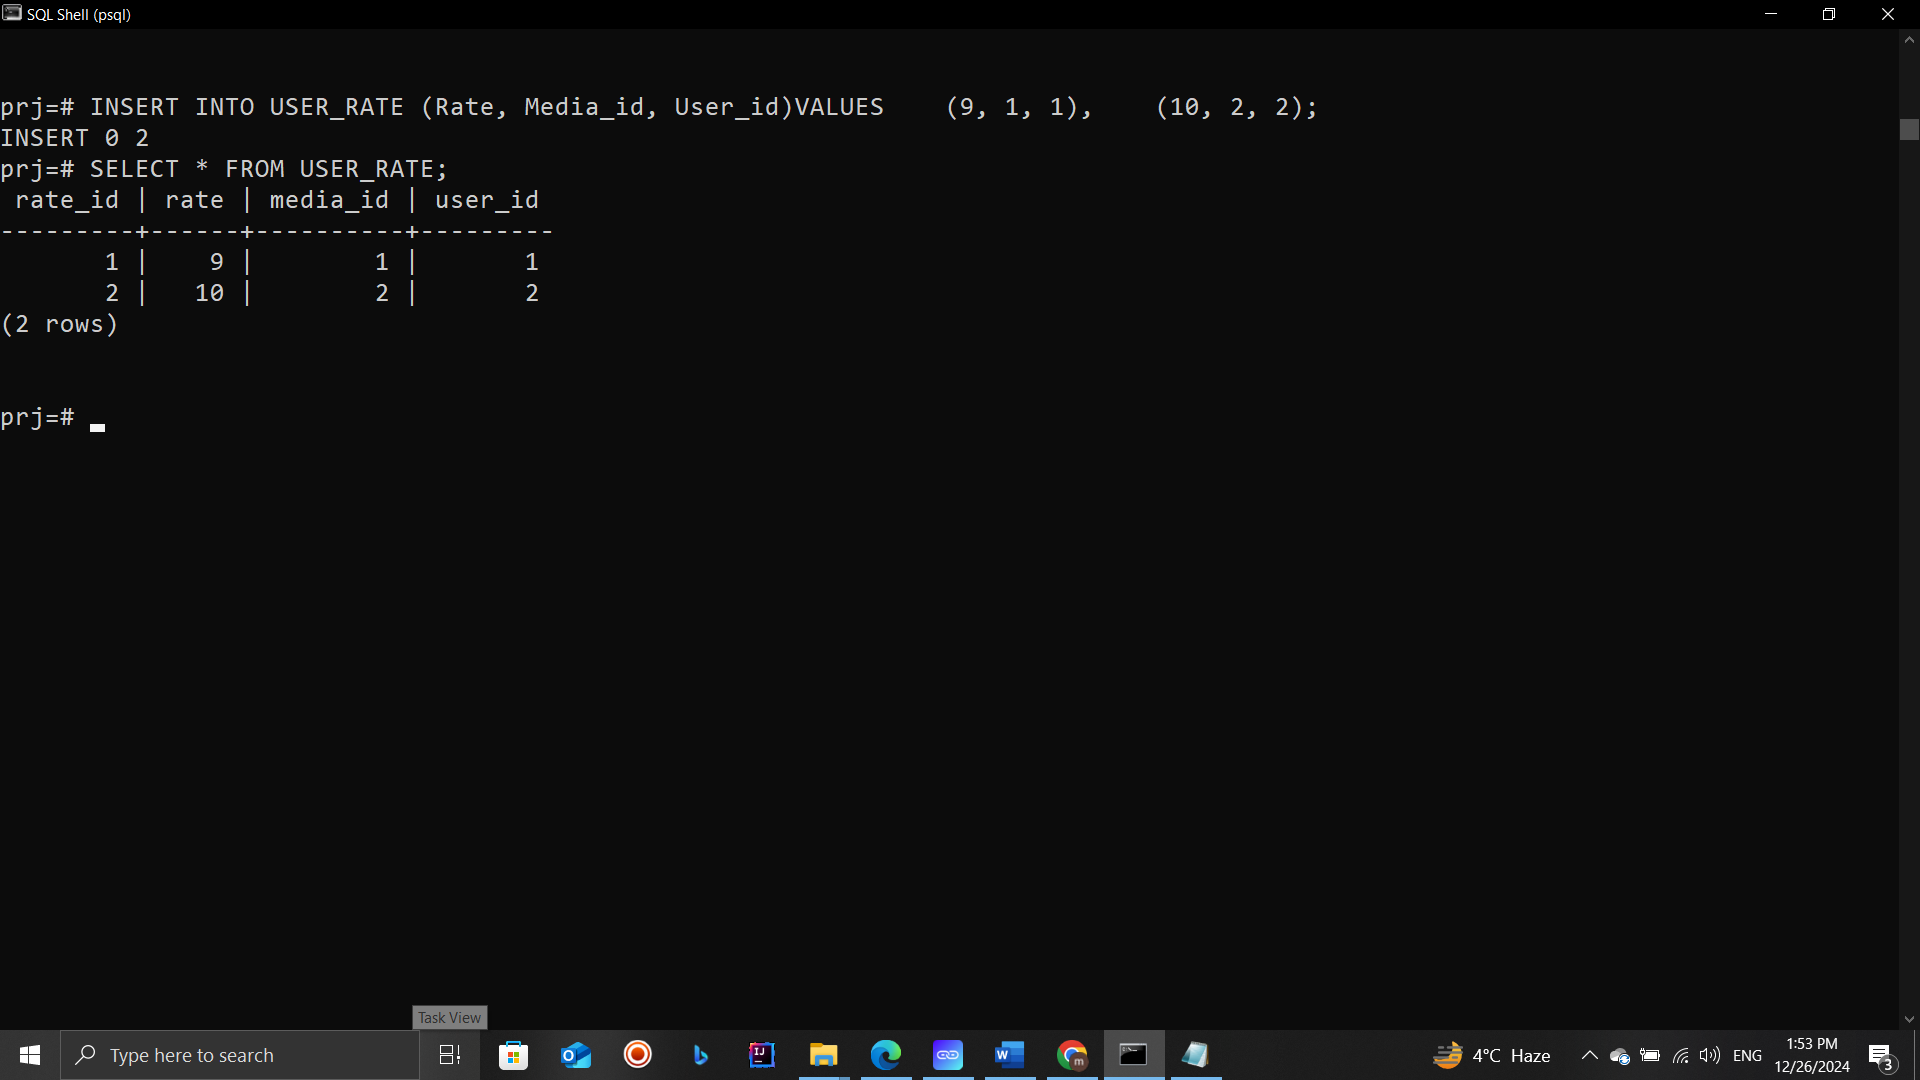 SQL Shell (psql)
prj=# INSERT INTO USER_RATE (Rate, Media_id, User_id)VALUES    (9, 1, 1),    (10, 2, 2);
INSERT 0 2
prj=# SELECT * FROM USER_RATE;
 rate_id | rate | media_id | user_id
---------+------+----------+---------
       1 |    9 |        1 |       1
       2 |   10 |        2 |       2
(2 rows)
prj=#
Task View
Type here to search
4°C Haze
ENG
1:53 PM
12/26/2024
3